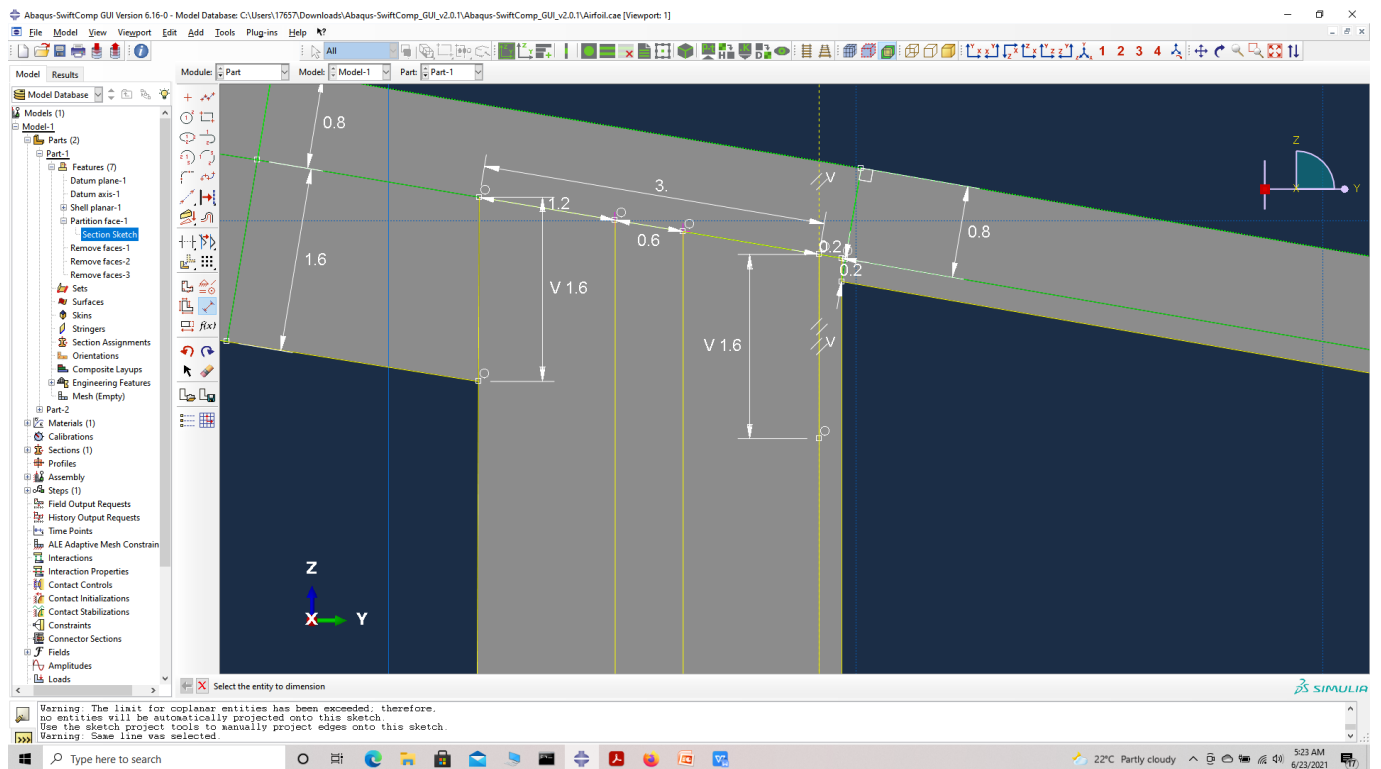 Abaqus-SwiftComp GUI Version 6.16-0 - Model Database: C:\Users\17657\Downloads\Abaqus-SwiftComp_GUI_v2.0.1\Abaqus-SwiftComp_GUI_v2.0.1\Airfoil.cae [Viewport: 1]
File Model View Viewport Edit Add Tools Plug-ins Help
All
1 2 3 4
Model Results
Module: Part Model: Model-1 Part: Part-1
Model Database
Models (1)
Model-1
Parts (2)
Part-1
Features (7)
Datum plane-1
Datum axis-1
Shell planar-1
Partition face-1
Section Sketch
Remove faces-1
Remove faces-2
Remove faces-3
Sets
Surfaces
Skins
Stringers
Section Assignments
Orientations
Composite Layups
Engineering Features
Mesh (Empty)
Part-2
Materials (1)
Calibrations
Sections (1)
Profiles
Assembly
Steps (1)
Field Output Requests
History Output Requests
Time Points
ALE Adaptive Mesh Constrain
Interactions
Interaction Properties
Contact Controls
Contact Initializations
Contact Stabilizations
Constraints
Connector Sections
Fields
Amplitudes
Loads
f(x)
0.8
Z
X Y
3.
V
1.2
0.6
0.2
0.8
1.6
0.2
V 1.6
V 1.6
V
Z
X Y
Select the entity to dimension
SIMULIA
Warning: The limit for coplanar entities has been exceeded; therefore,
no entities will be automatically projected onto this sketch.
Use the sketch project tools to manually project edges onto this sketch.
Warning: Same line was selected.
Type here to search
22°C Partly cloudy
5:23 AM
6/23/2021